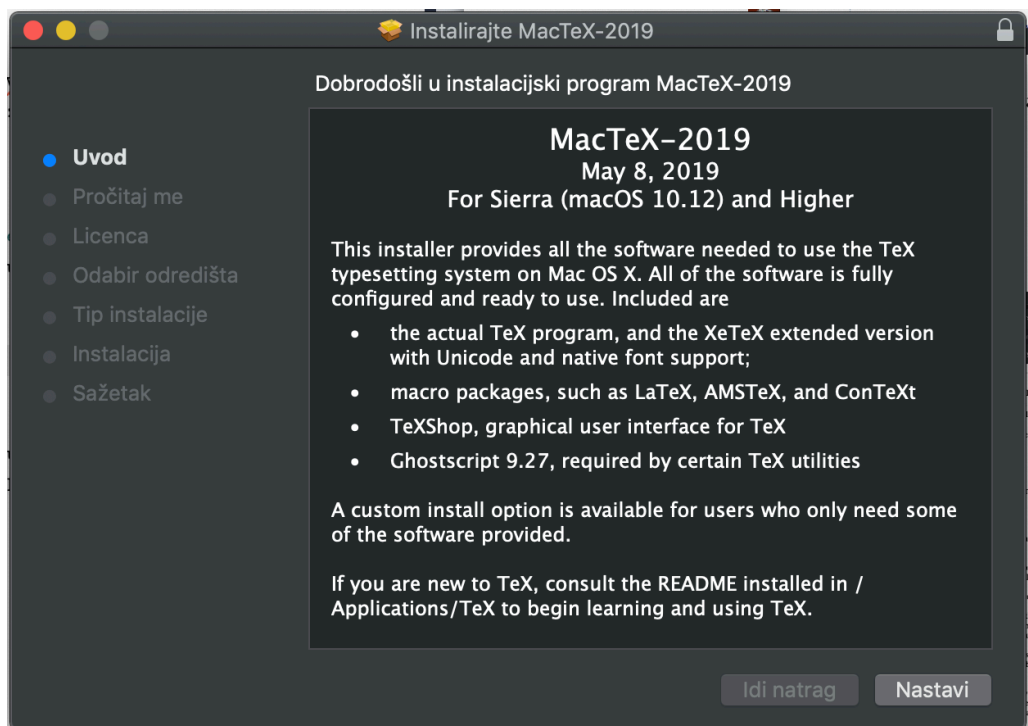 Instalirajte MacTeX-2019
Dobrodošli u instalacijski program MacTeX-2019
Uvod
Pročitaj me
Licenca
Odabir odredišta
Tip instalacije
Instalacija
Sažetak
MacTeX-2019
May 8, 2019
For Sierra (macOS 10.12) and Higher
This installer provides all the software needed to use the TeX
typesetting system on Mac OS X. All of the software is fully
configured and ready to use. Included are
• the actual TeX program, and the XeTeX extended version
with Unicode and native font support;
• macro packages, such as LaTeX, AMSTeX, and ConTeXt
• TeXShop, graphical user interface for TeX
• Ghostscript 9.27, required by certain TeX utilities
A custom install option is available for users who only need some
of the software provided.
If you are new to TeX, consult the README installed in /
Applications/TeX to begin learning and using TeX.
Idi natrag
Nastavi